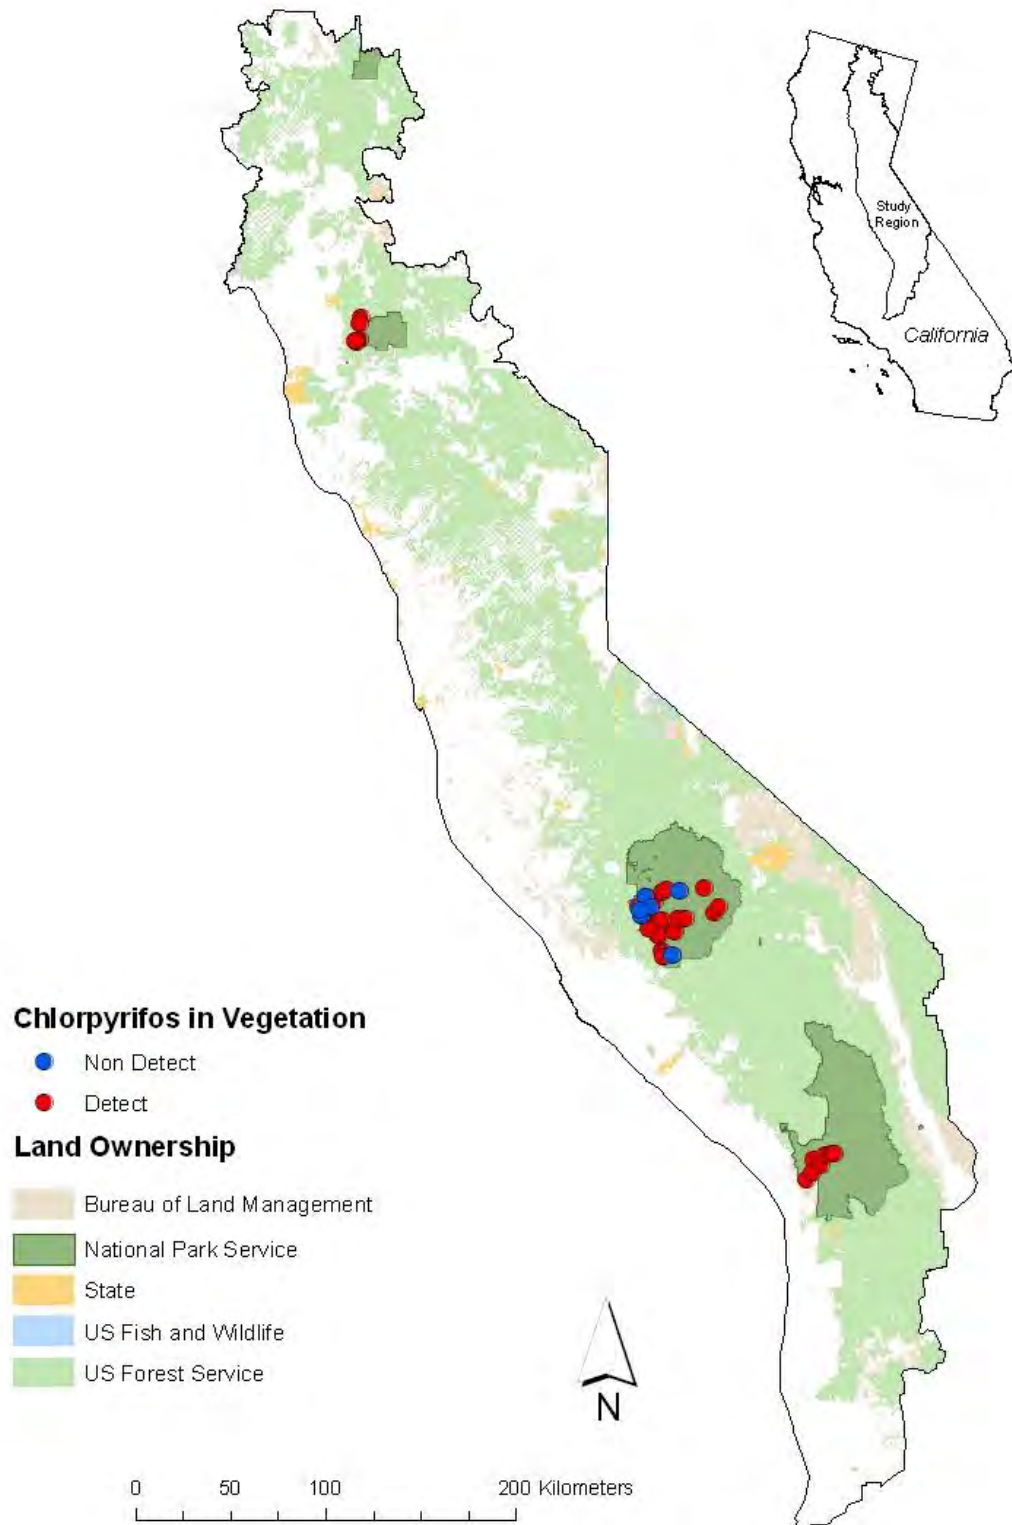 Study
Region
California
Chlorpyrifos in Vegetation
Non Detect
Detect
Land Ownership
Bureau of Land Management
National Park Service
State
US Fish and Wildlife
US Forest Service
N
0 50 100 200 Kilometers